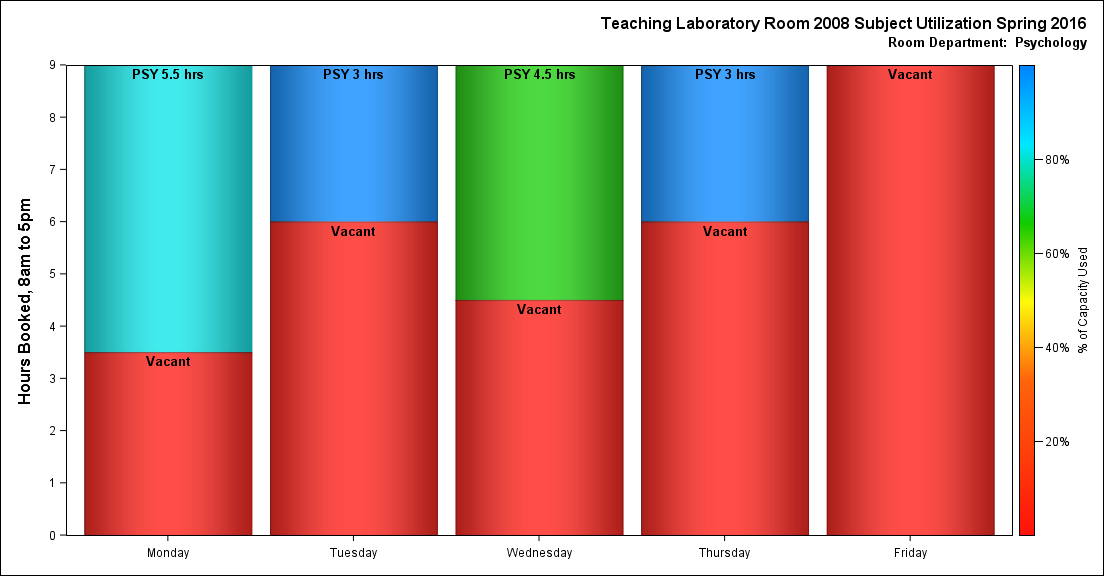 Teaching Laboratory Room 2008 Subject Utilization Spring 2016
Room Department:  Psychology
Hours Booked, 8am to 5pm
9
8
7
6
5
4
3
2
1
0
PSY 5.5 hrs
Vacant
PSY 3 hrs
Vacant
PSY 4.5 hrs
Vacant
PSY 3 hrs
Vacant
Vacant
Monday
Tuesday
Wednesday
Thursday
Friday
80%
60%
40%
20%
% of Capacity Used